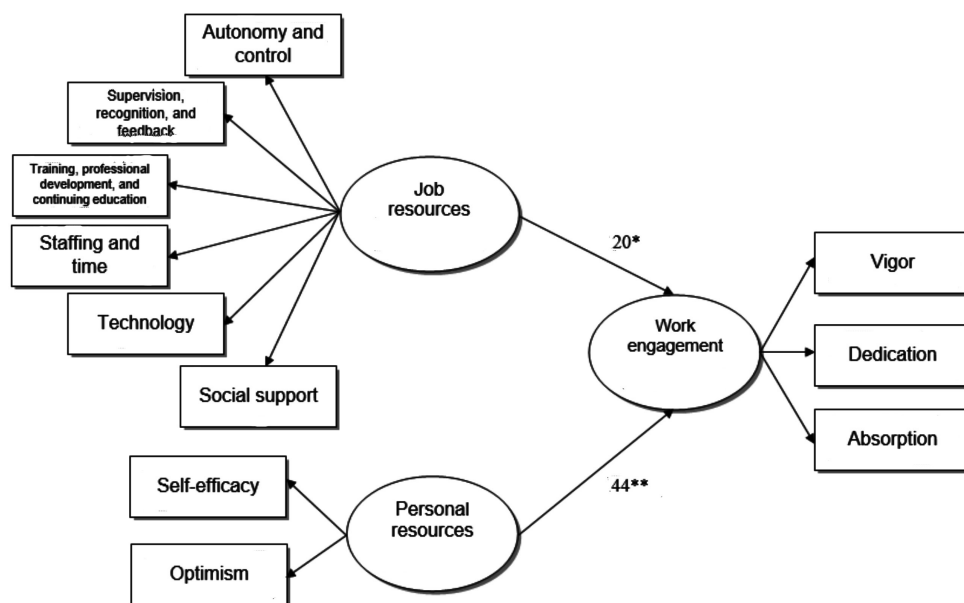 Autonomy and
control
Supervision,
recognition, and
feedback
Training, professional
development, and
continuing education
Staffing and
time
Technology
Social support
Job
resources
20*
Work
engagement
Vigor
Dedication
Absorption
Self-efficacy
Optimism
Personal
resources
44**